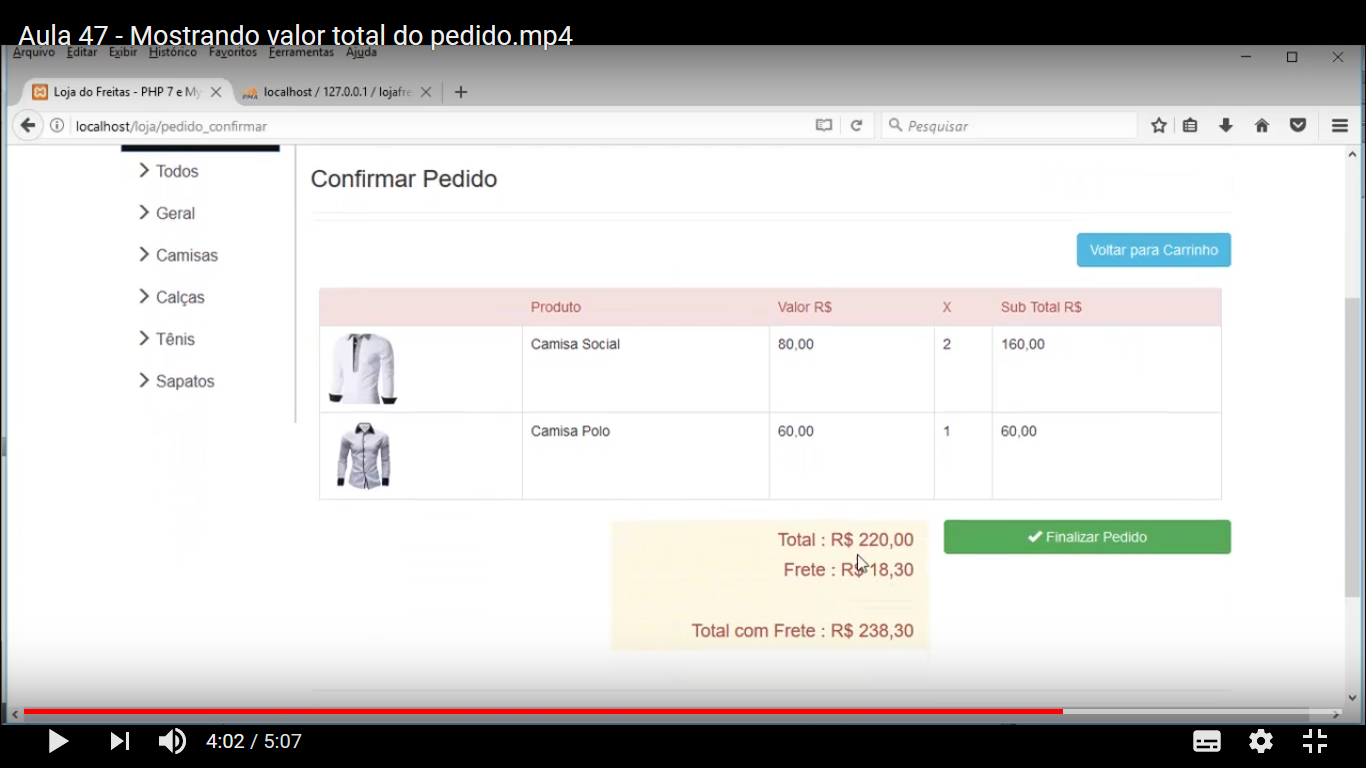 Aula 47 - Mostrando valor total do pedido.mp4
Arquivo Editar Exibir Histórico Favoritos Ferramentas Ajuda
Loja do Freitas - PHP 7 e My
PMA localhost / 127.0.0.1 / lojafre
localhost/loja/pedido_confirmar
Pesquisar
Todos
Geral
Camisas
Calças
Tênis
Sapatos
Confirmar Pedido
Voltar para Carrinho
Produto Valor R$ X Sub Total R$
Camisa Social 80,00 2 160,00
Camisa Polo 60,00 1 60,00
Total : R$ 220,00
Frete : R$ 18,30
Total com Frete : R$ 238,30
Finalizar Pedido
4:02 / 5:07